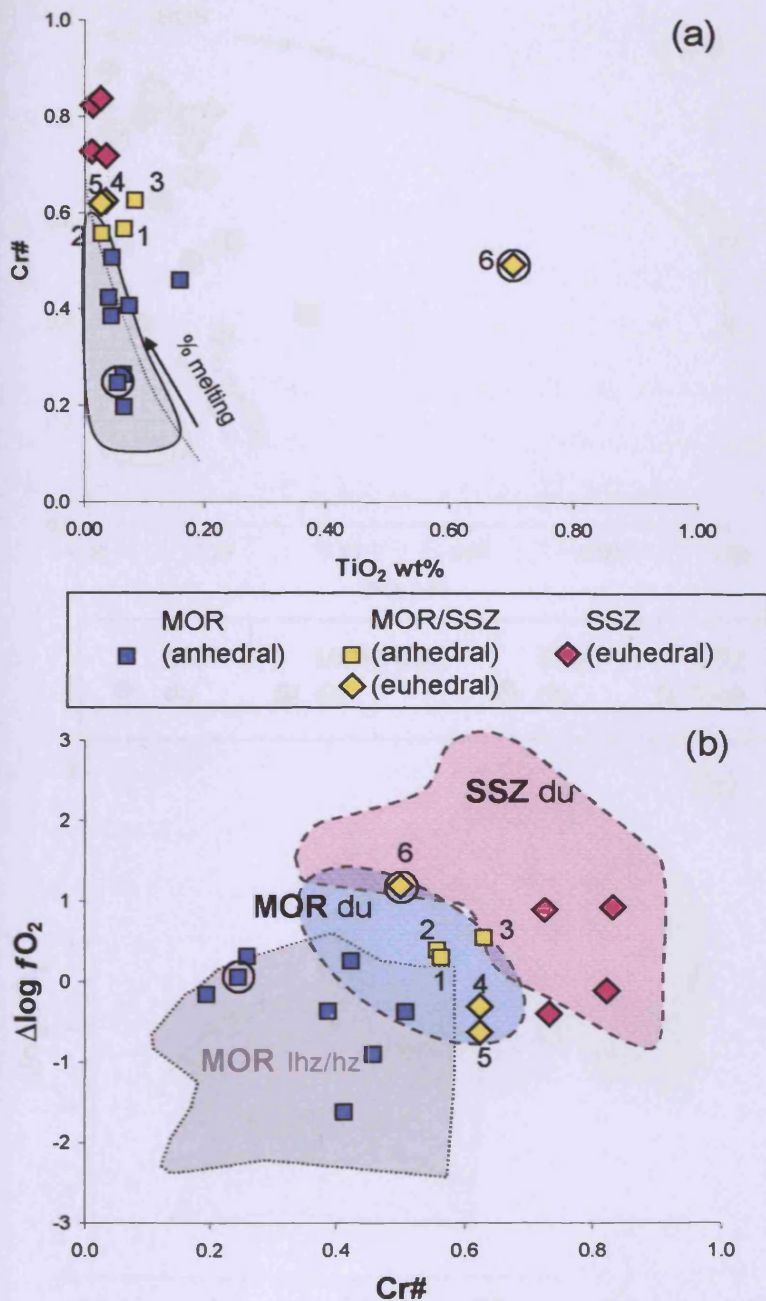 (a)
1.0
0.8
0.6
0.4
0.2
0.0
Cr#
5 4 3
2 1
6
% melting
0.00 0.20 0.40 0.60 0.80 1.00
TiO₂ wt%
MOR MOR/SSZ SSZ
(anhedral) (anhedral) (euhedral)
(euhedral)
(b)
3
2
1
0
-1
-2
-3
Δlog fO₂
SSZ du
6
MOR du
2 3
1 4
5
MOR lhz/hz
0.0 0.2 0.4 0.6 0.8 1.0
Cr#